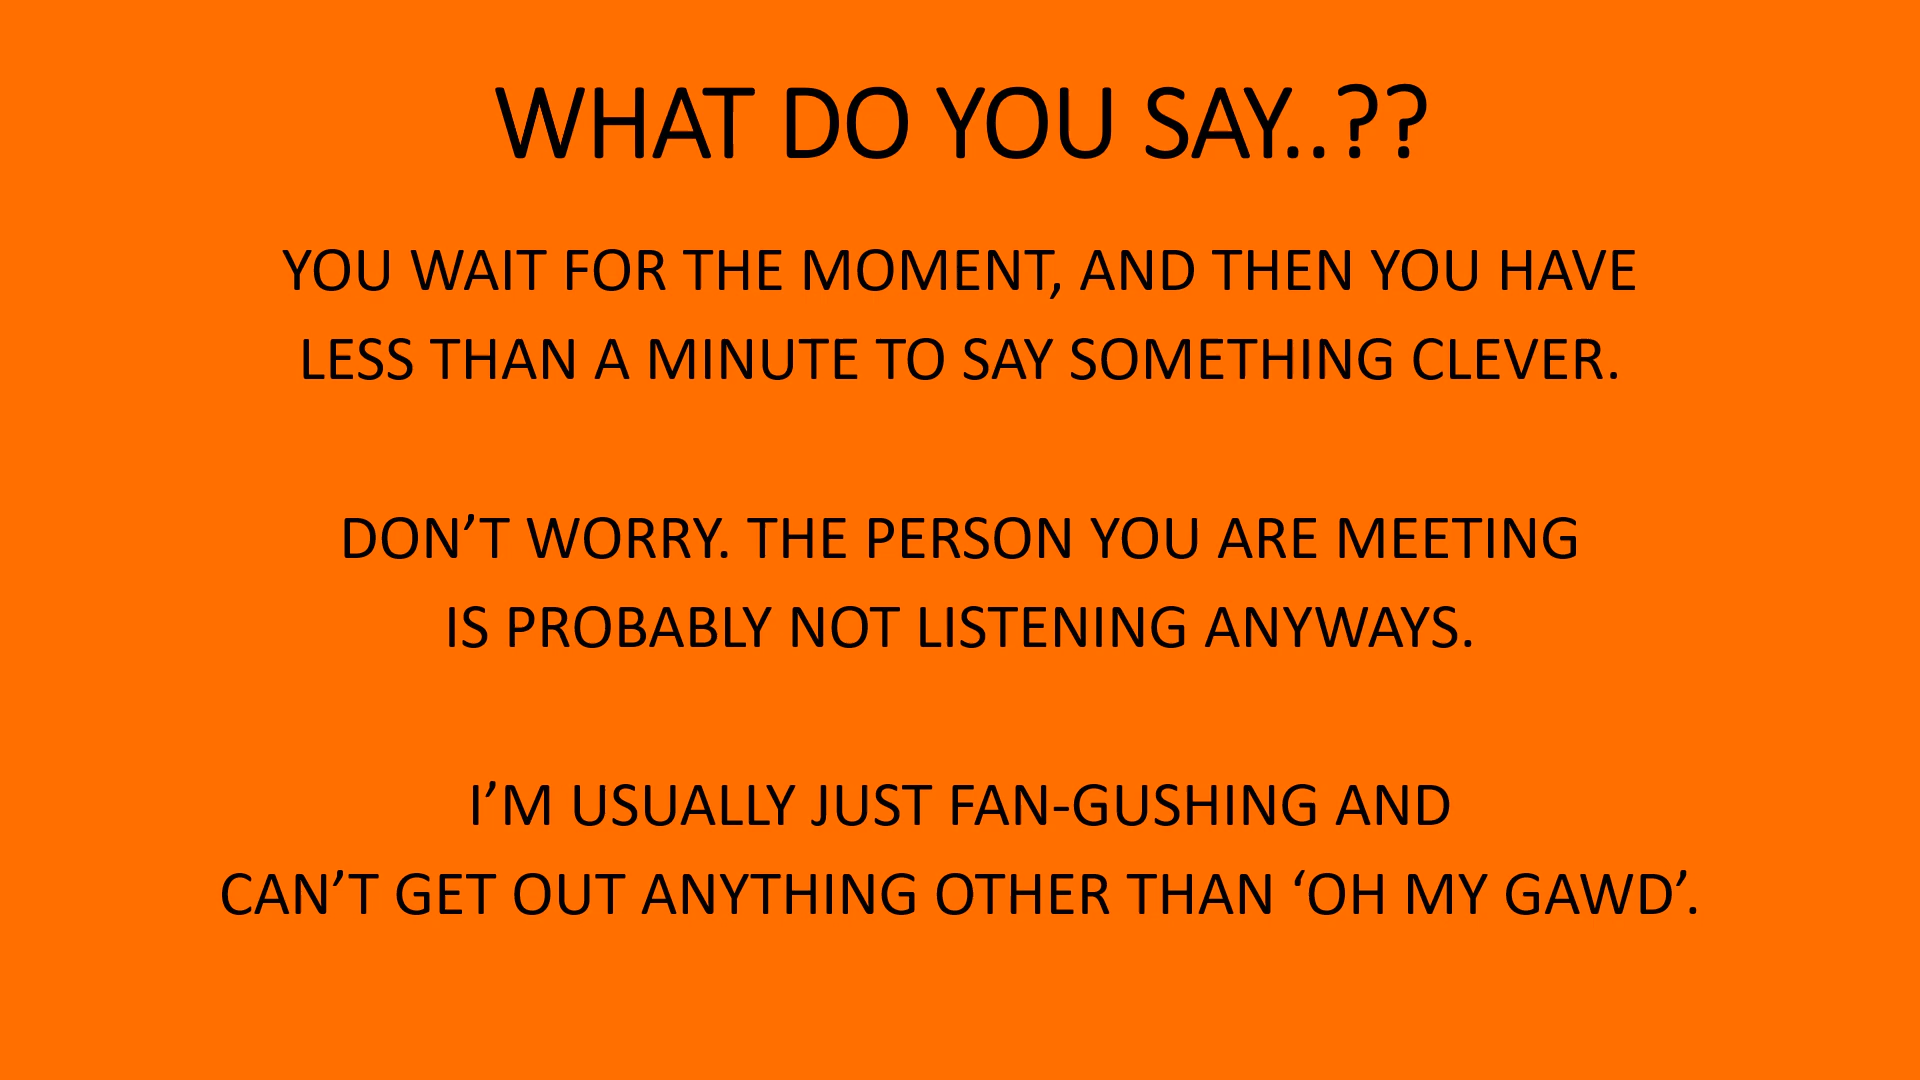 WHAT DO YOU SAY..??
YOU WAIT FOR THE MOMENT, AND THEN YOU HAVE
LESS THAN A MINUTE TO SAY SOMETHING CLEVER.
DON’T WORRY. THE PERSON YOU ARE MEETING
IS PROBABLY NOT LISTENING ANYWAYS.
I’M USUALLY JUST FAN-GUSHING AND
CAN’T GET OUT ANYTHING OTHER THAN ‘OH MY GAWD’.